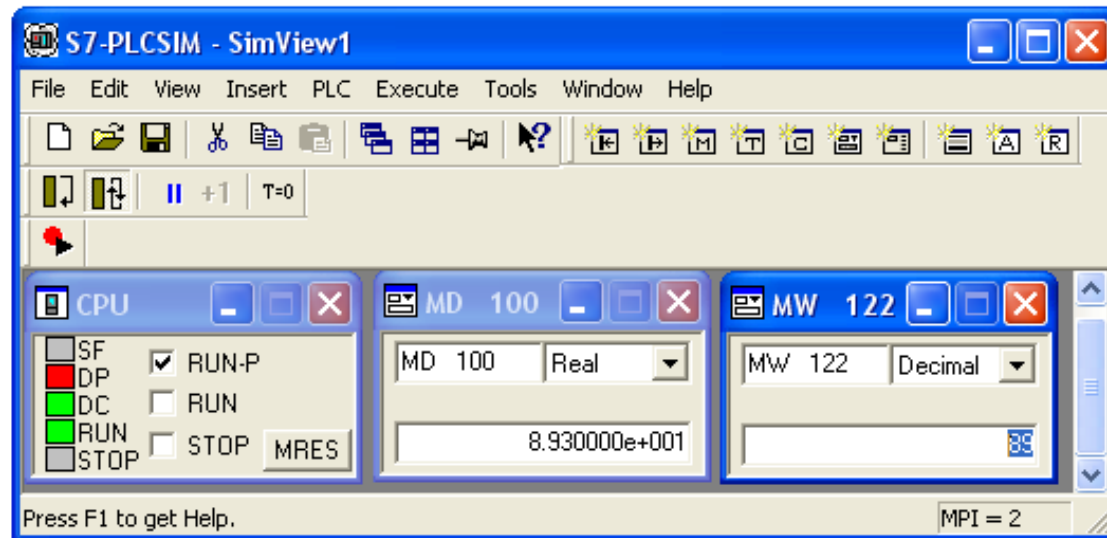 S7-PLCSIM - SimView1
File Edit View Insert PLC Execute Tools Window Help
M T C A R
+1 T=0
CPU
SF
DP
DC
RUN
STOP
RUN-P
RUN
STOP
MRES
MD 100
MD 100 Real
8.930000e+001
MW 122
MW 122 Decimal
89
Press F1 to get Help.
MPI = 2